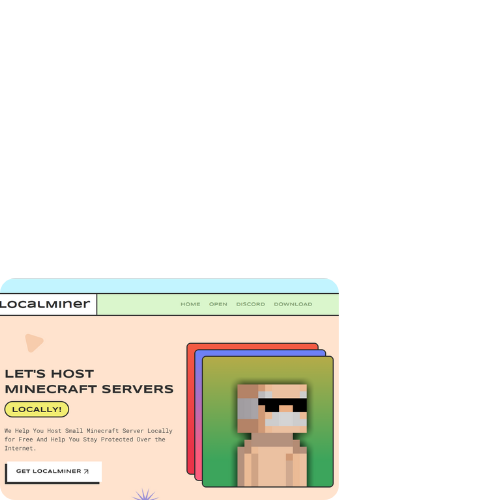 LocalMiner
HOME OPEN DISCORD DOWNLOAD
LET'S HOST
MINECRAFT SERVERS
LOCALLY!
We Help You Host Small Minecraft Server Locally
for Free And Help You Stay Protected Over the
Internet.
GET LOCALMINER